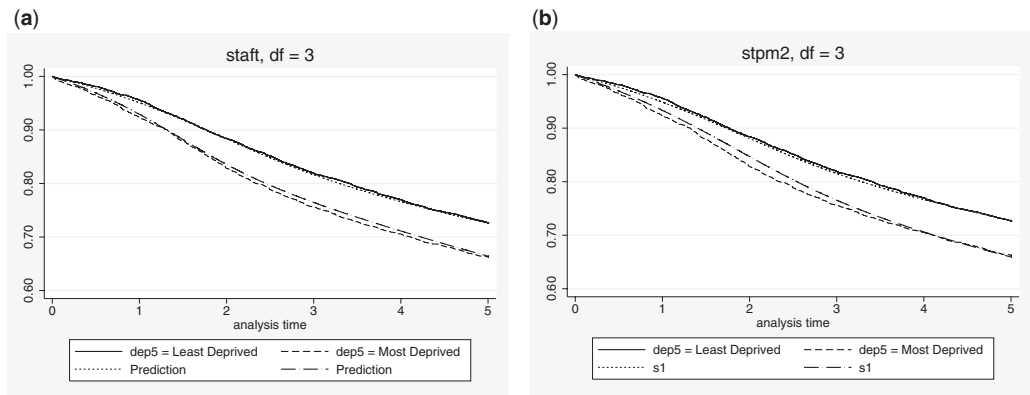 (a)
staft, df = 3
1.00
0.90
0.80
0.70
0.60
0 1 2 3 4 5
analysis time
dep5 = Least Deprived dep5 = Most Deprived
Prediction Prediction
(b)
stpm2, df = 3
1.00
0.90
0.80
0.70
0.60
0 1 2 3 4 5
analysis time
dep5 = Least Deprived dep5 = Most Deprived
s1 s1